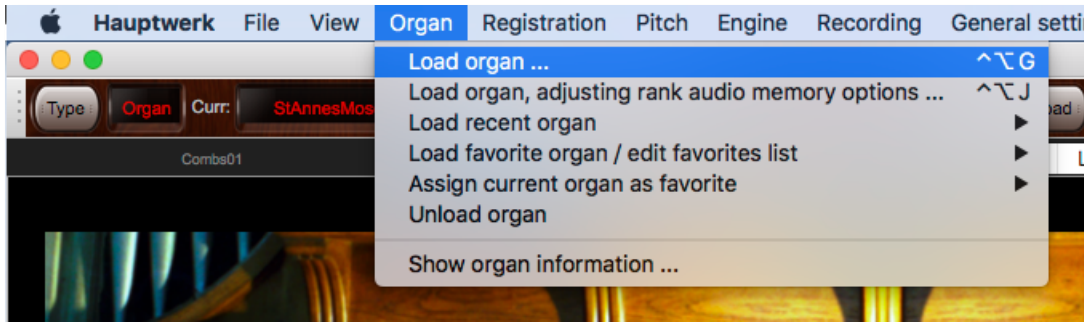 Hauptwerk File View Organ Registration Pitch Engine Recording General setti
Load organ ... ^⌥G
Type Organ Curr: StAnnesMos
Load organ, adjusting rank audio memory options ... ^⌥J
oad
Load recent organ ▶
Combs01
Load favorite organ / edit favorites list ▶
L
Assign current organ as favorite ▶
Unload organ
Show organ information ...